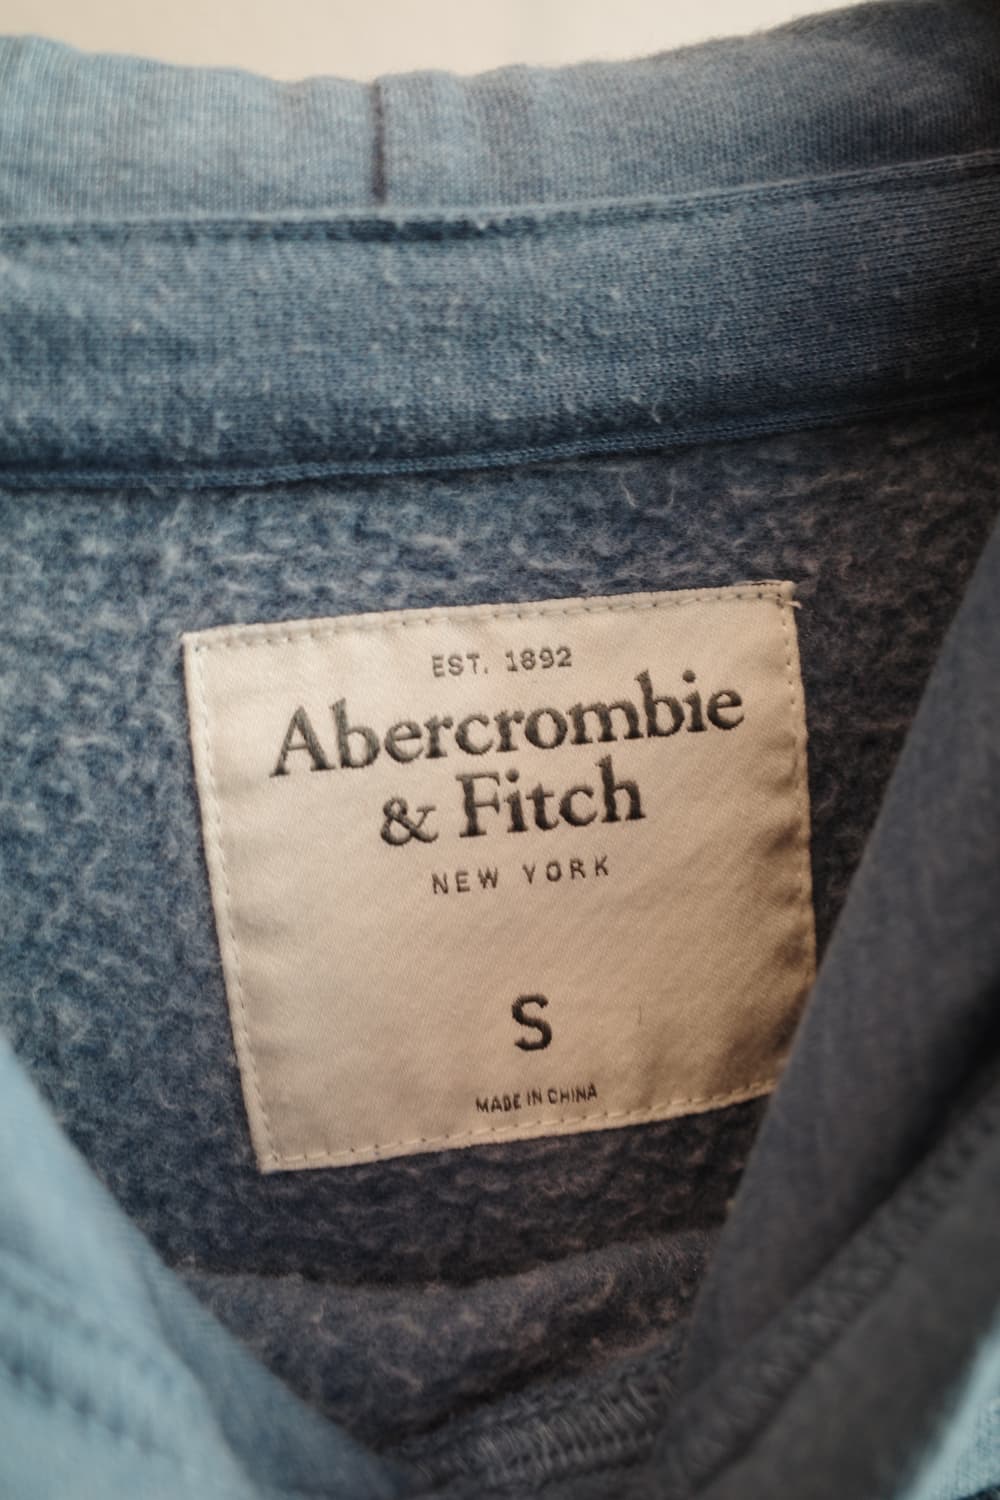 EST. 1892
Abercrombie
& Fitch
NEW YORK
S
MADE IN CHINA